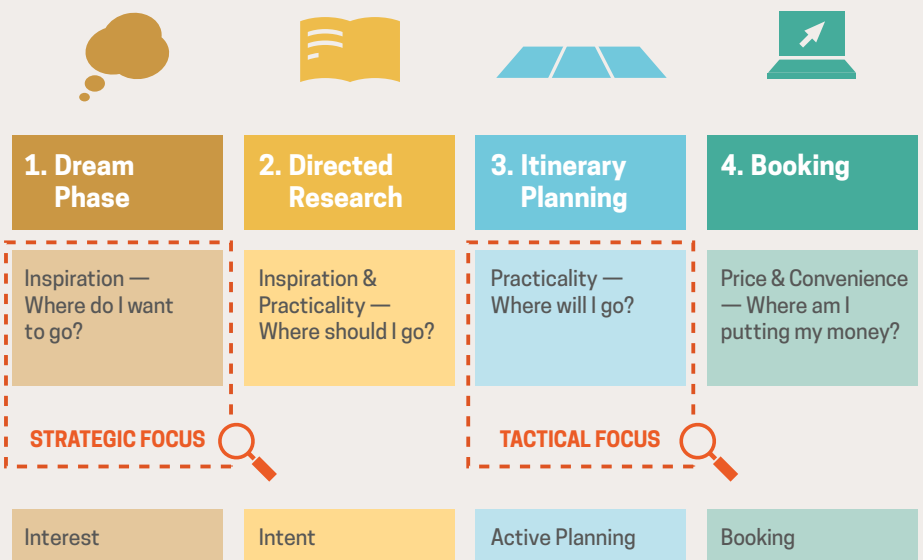 1. Dream
Phase
2. Directed
Research
3. Itinerary
Planning
4. Booking
Inspiration —
Where do I want
to go?
Inspiration &
Practicality —
Where should I go?
Practicality —
Where will I go?
Price & Convenience
— Where am I
putting my money?
STRATEGIC FOCUS
TACTICAL FOCUS
Interest
Intent
Active Planning
Booking